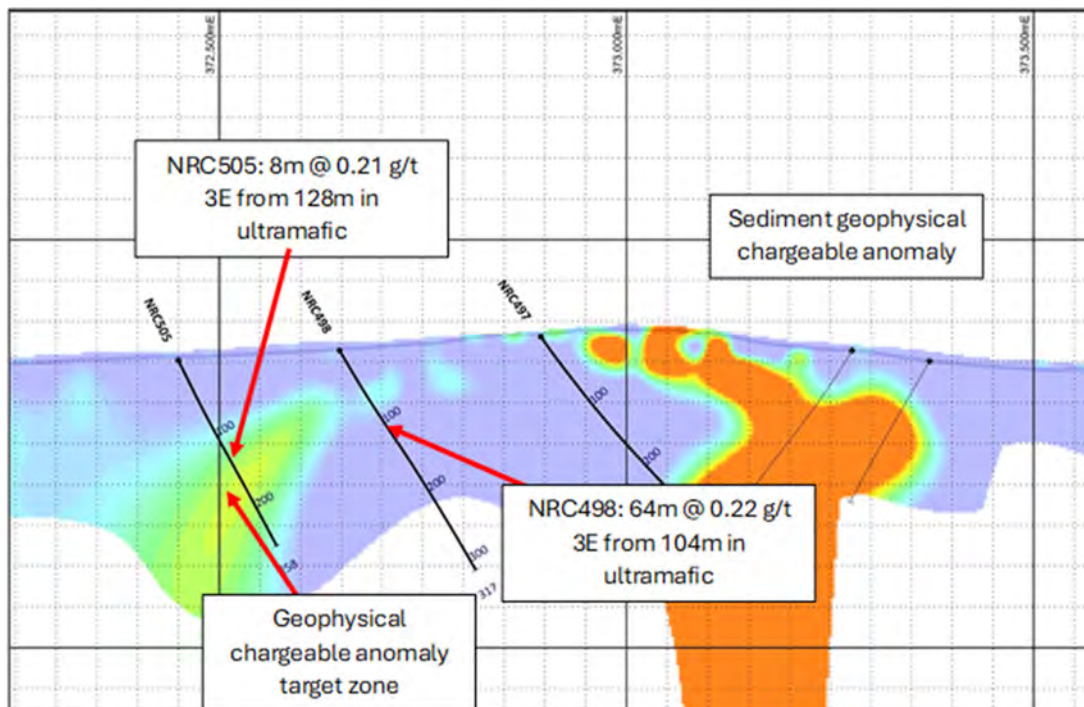 372,500mE
373,000mE
373,500mE
NRC505: 8m @ 0.21 g/t
3E from 128m in
ultramafic
Sediment geophysical
chargeable anomaly
NRC505
NRC498
NRC497
100
200
58
100
200
100
317
100
200
NRC498: 64m @ 0.22 g/t
3E from 104m in
ultramafic
Geophysical
chargeable anomaly
target zone